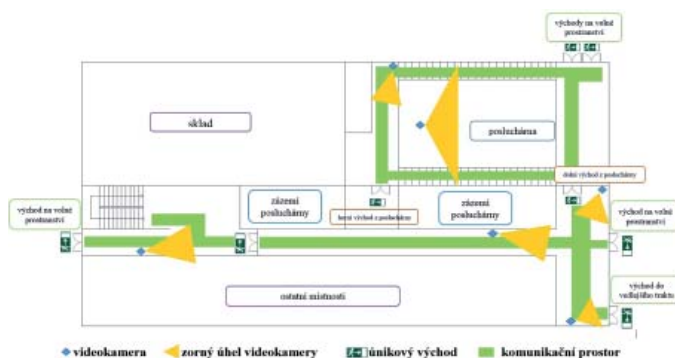 východy na volné
prostranství
sklad
posluchárna
zázemí
posluchárny
horní východ z posluchárny
zázemí
posluchárny
dolní východ z posluchárny
východ na volné
prostranství
východ na volné
prostranství
ostatní místnosti
východ do
vedlejšího traktu
videokamera
zorný úhel videokamery
únikový východ
komunikační prostor